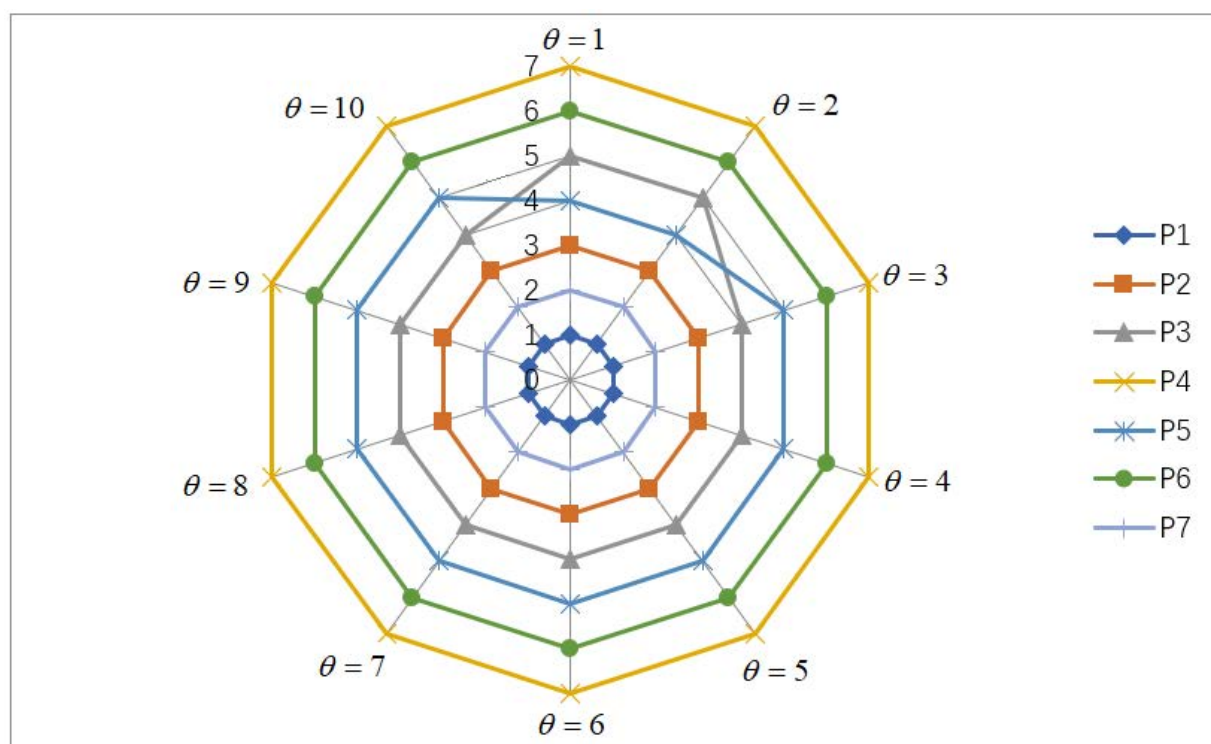 θ = 1
θ = 2
θ = 3
θ = 4
θ = 5
θ = 6
θ = 7
θ = 8
θ = 9
θ = 10
7
6
5
4
3
2
1
0
P1
P2
P3
P4
P5
P6
P7